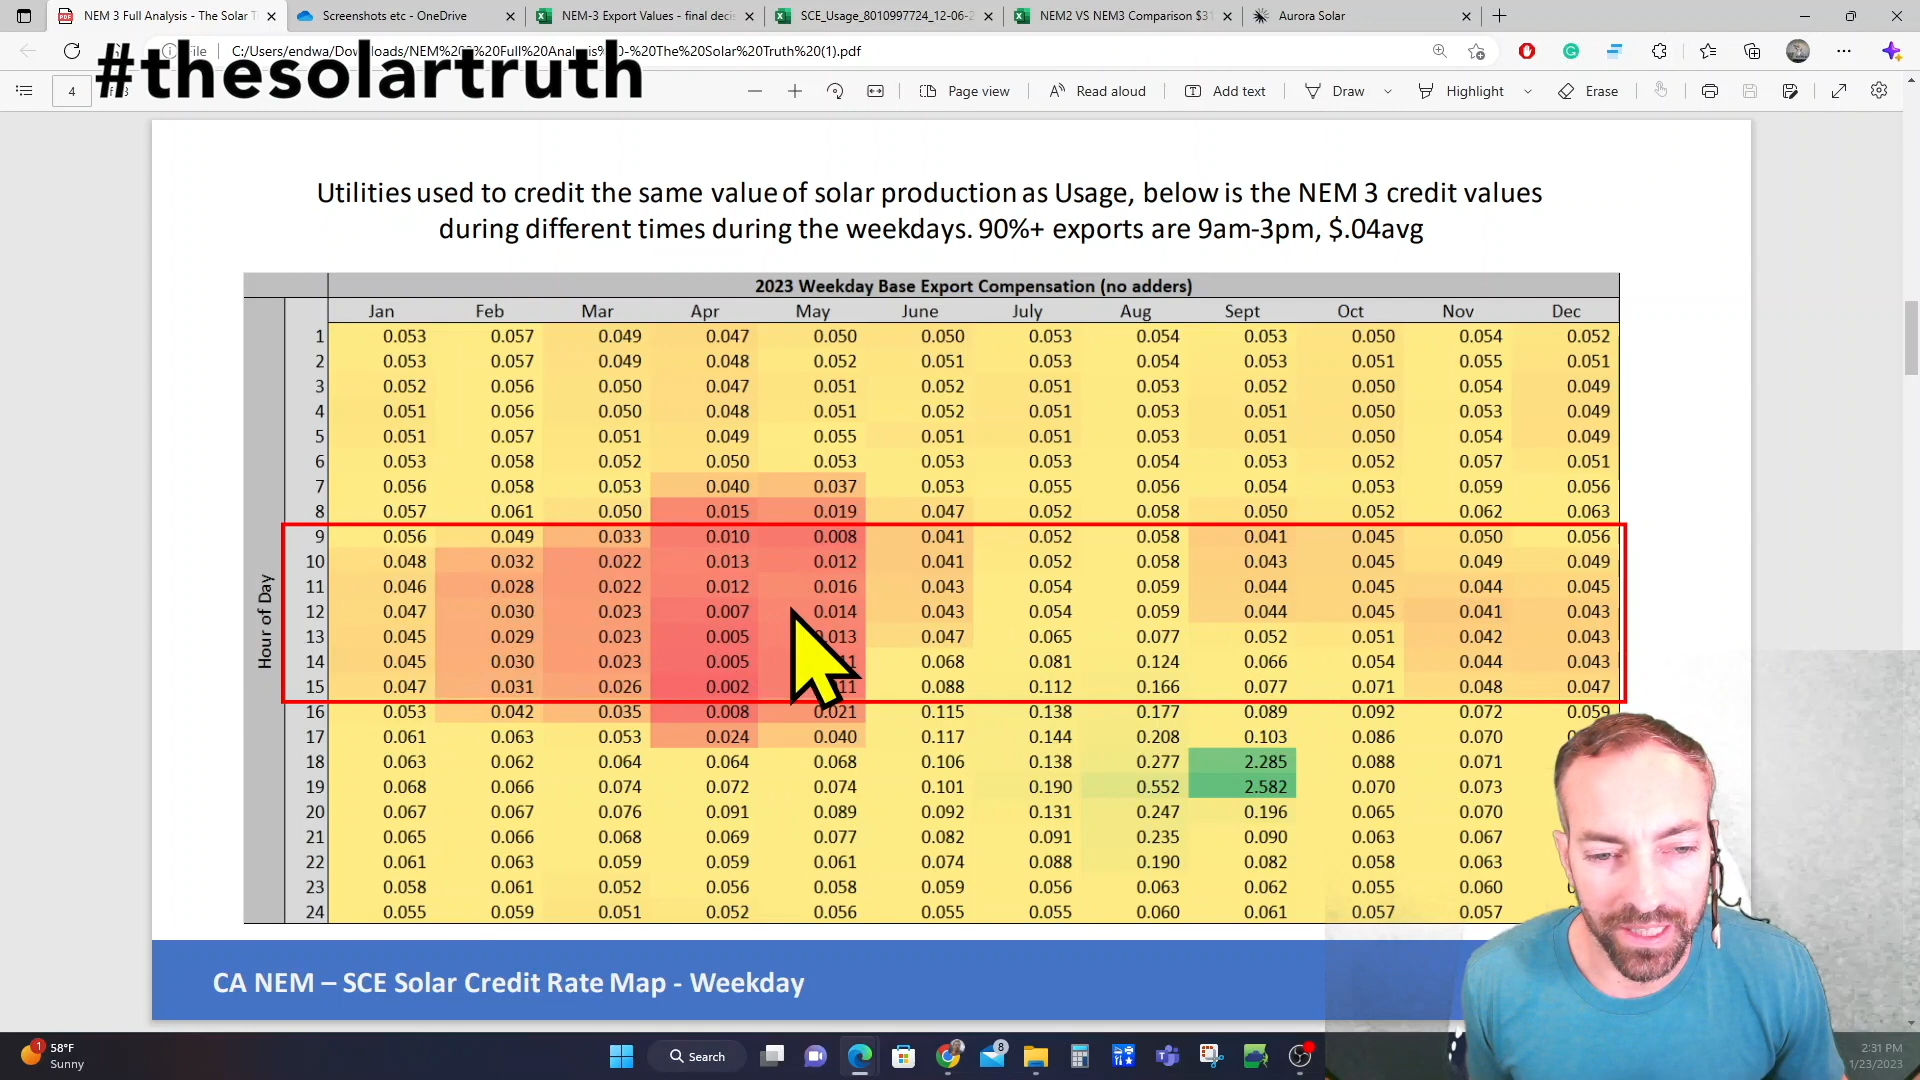 NEM 3 Full Analysis - The Solar T
Screenshots etc - OneDrive
NEM-3 Export Values - final deci
SCE_Usage_8010997724_12-06-2
NEM2 VS NEM3 Comparison $31
Aurora Solar
#thesolartruth
4
Page view
Read aloud
Add text
Draw
Highlight
Erase
Utilities used to credit the same value of solar production as Usage, below is the NEM 3 credit values
during different times during the weekdays. 90%+ exports are 9am-3pm, $.04avg
2023 Weekday Base Export Compensation (no adders)
Jan Feb Mar Apr May June July Aug Sept Oct Nov Dec
Hour of Day
1 0.053 0.057 0.049 0.047 0.050 0.050 0.053 0.054 0.053 0.050 0.054 0.052
2 0.053 0.057 0.049 0.048 0.052 0.051 0.053 0.054 0.053 0.051 0.055 0.051
3 0.052 0.056 0.050 0.047 0.051 0.052 0.051 0.053 0.052 0.050 0.054 0.049
4 0.051 0.056 0.050 0.048 0.051 0.052 0.051 0.053 0.051 0.050 0.053 0.049
5 0.051 0.057 0.051 0.049 0.055 0.051 0.051 0.053 0.051 0.050 0.054 0.049
6 0.053 0.058 0.052 0.050 0.053 0.053 0.053 0.054 0.053 0.052 0.057 0.051
7 0.056 0.058 0.053 0.040 0.037 0.053 0.055 0.056 0.054 0.053 0.059 0.056
8 0.057 0.061 0.050 0.015 0.019 0.047 0.052 0.058 0.050 0.052 0.062 0.063
9 0.056 0.049 0.033 0.010 0.008 0.041 0.052 0.058 0.041 0.045 0.050 0.056
10 0.048 0.032 0.022 0.013 0.012 0.041 0.052 0.058 0.043 0.045 0.049 0.049
11 0.046 0.028 0.022 0.012 0.016 0.043 0.054 0.059 0.044 0.045 0.044 0.045
12 0.047 0.030 0.023 0.007 0.014 0.043 0.054 0.059 0.044 0.045 0.041 0.043
13 0.045 0.029 0.023 0.005 0.013 0.047 0.065 0.077 0.052 0.051 0.042 0.043
14 0.045 0.030 0.023 0.005 0.068 0.081 0.124 0.066 0.054 0.044 0.043
15 0.047 0.031 0.026 0.002 0.088 0.112 0.166 0.077 0.071 0.048 0.047
16 0.053 0.042 0.035 0.008 0.021 0.115 0.138 0.177 0.089 0.092 0.072 0.059
17 0.061 0.063 0.053 0.024 0.040 0.117 0.144 0.208 0.103 0.086 0.070
18 0.063 0.062 0.064 0.064 0.068 0.106 0.138 0.277 2.285 0.088 0.071
19 0.068 0.066 0.074 0.072 0.074 0.101 0.190 0.552 2.582 0.070 0.073
20 0.067 0.067 0.076 0.091 0.089 0.092 0.131 0.247 0.196 0.065 0.070
21 0.065 0.066 0.068 0.069 0.077 0.082 0.091 0.235 0.090 0.063 0.067
22 0.061 0.063 0.059 0.059 0.061 0.074 0.088 0.190 0.082 0.058 0.063
23 0.058 0.061 0.052 0.056 0.058 0.059 0.056 0.063 0.062 0.055 0.060
24 0.055 0.059 0.051 0.052 0.056 0.055 0.055 0.060 0.061 0.057 0.057
CA NEM – SCE Solar Credit Rate Map - Weekday
1
58°F
Sunny
Search
8
2:31 PM
1/23/2023